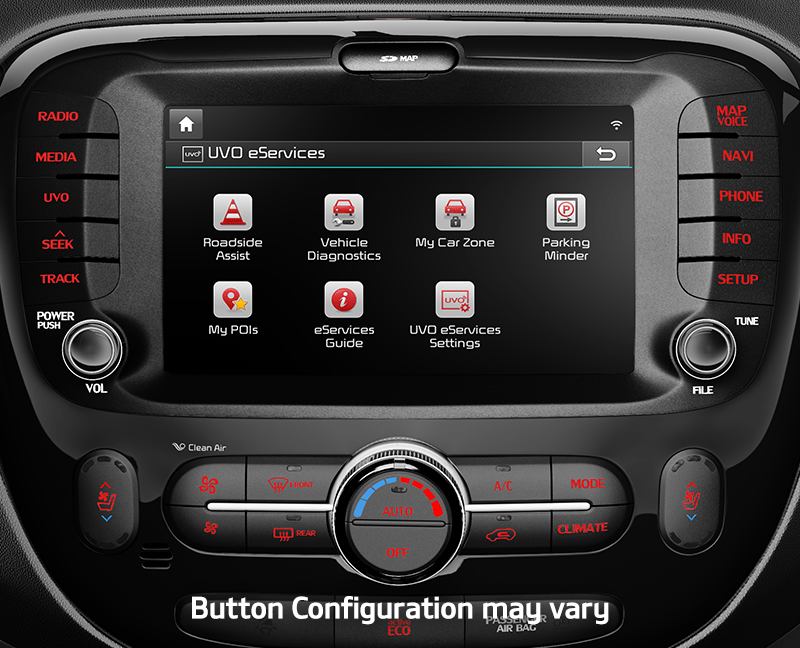 SD MAP
RADIO
MEDIA
UVO
SEEK
TRACK
POWER
PUSH
VOL
UVO eServices
Roadside
Assist
Vehicle
Diagnostics
My Car Zone
Parking
Minder
My POIs
eServices
Guide
UVO eServices
Settings
MAP
VOICE
NAVI
PHONE
INFO
SETUP
TUNE
FILE
Clean Air
FRONT
REAR
AUTO
OFF
A/C
MODE
CLIMATE
Button Configuration may vary
ECO
PASSENGER
AIR BAG